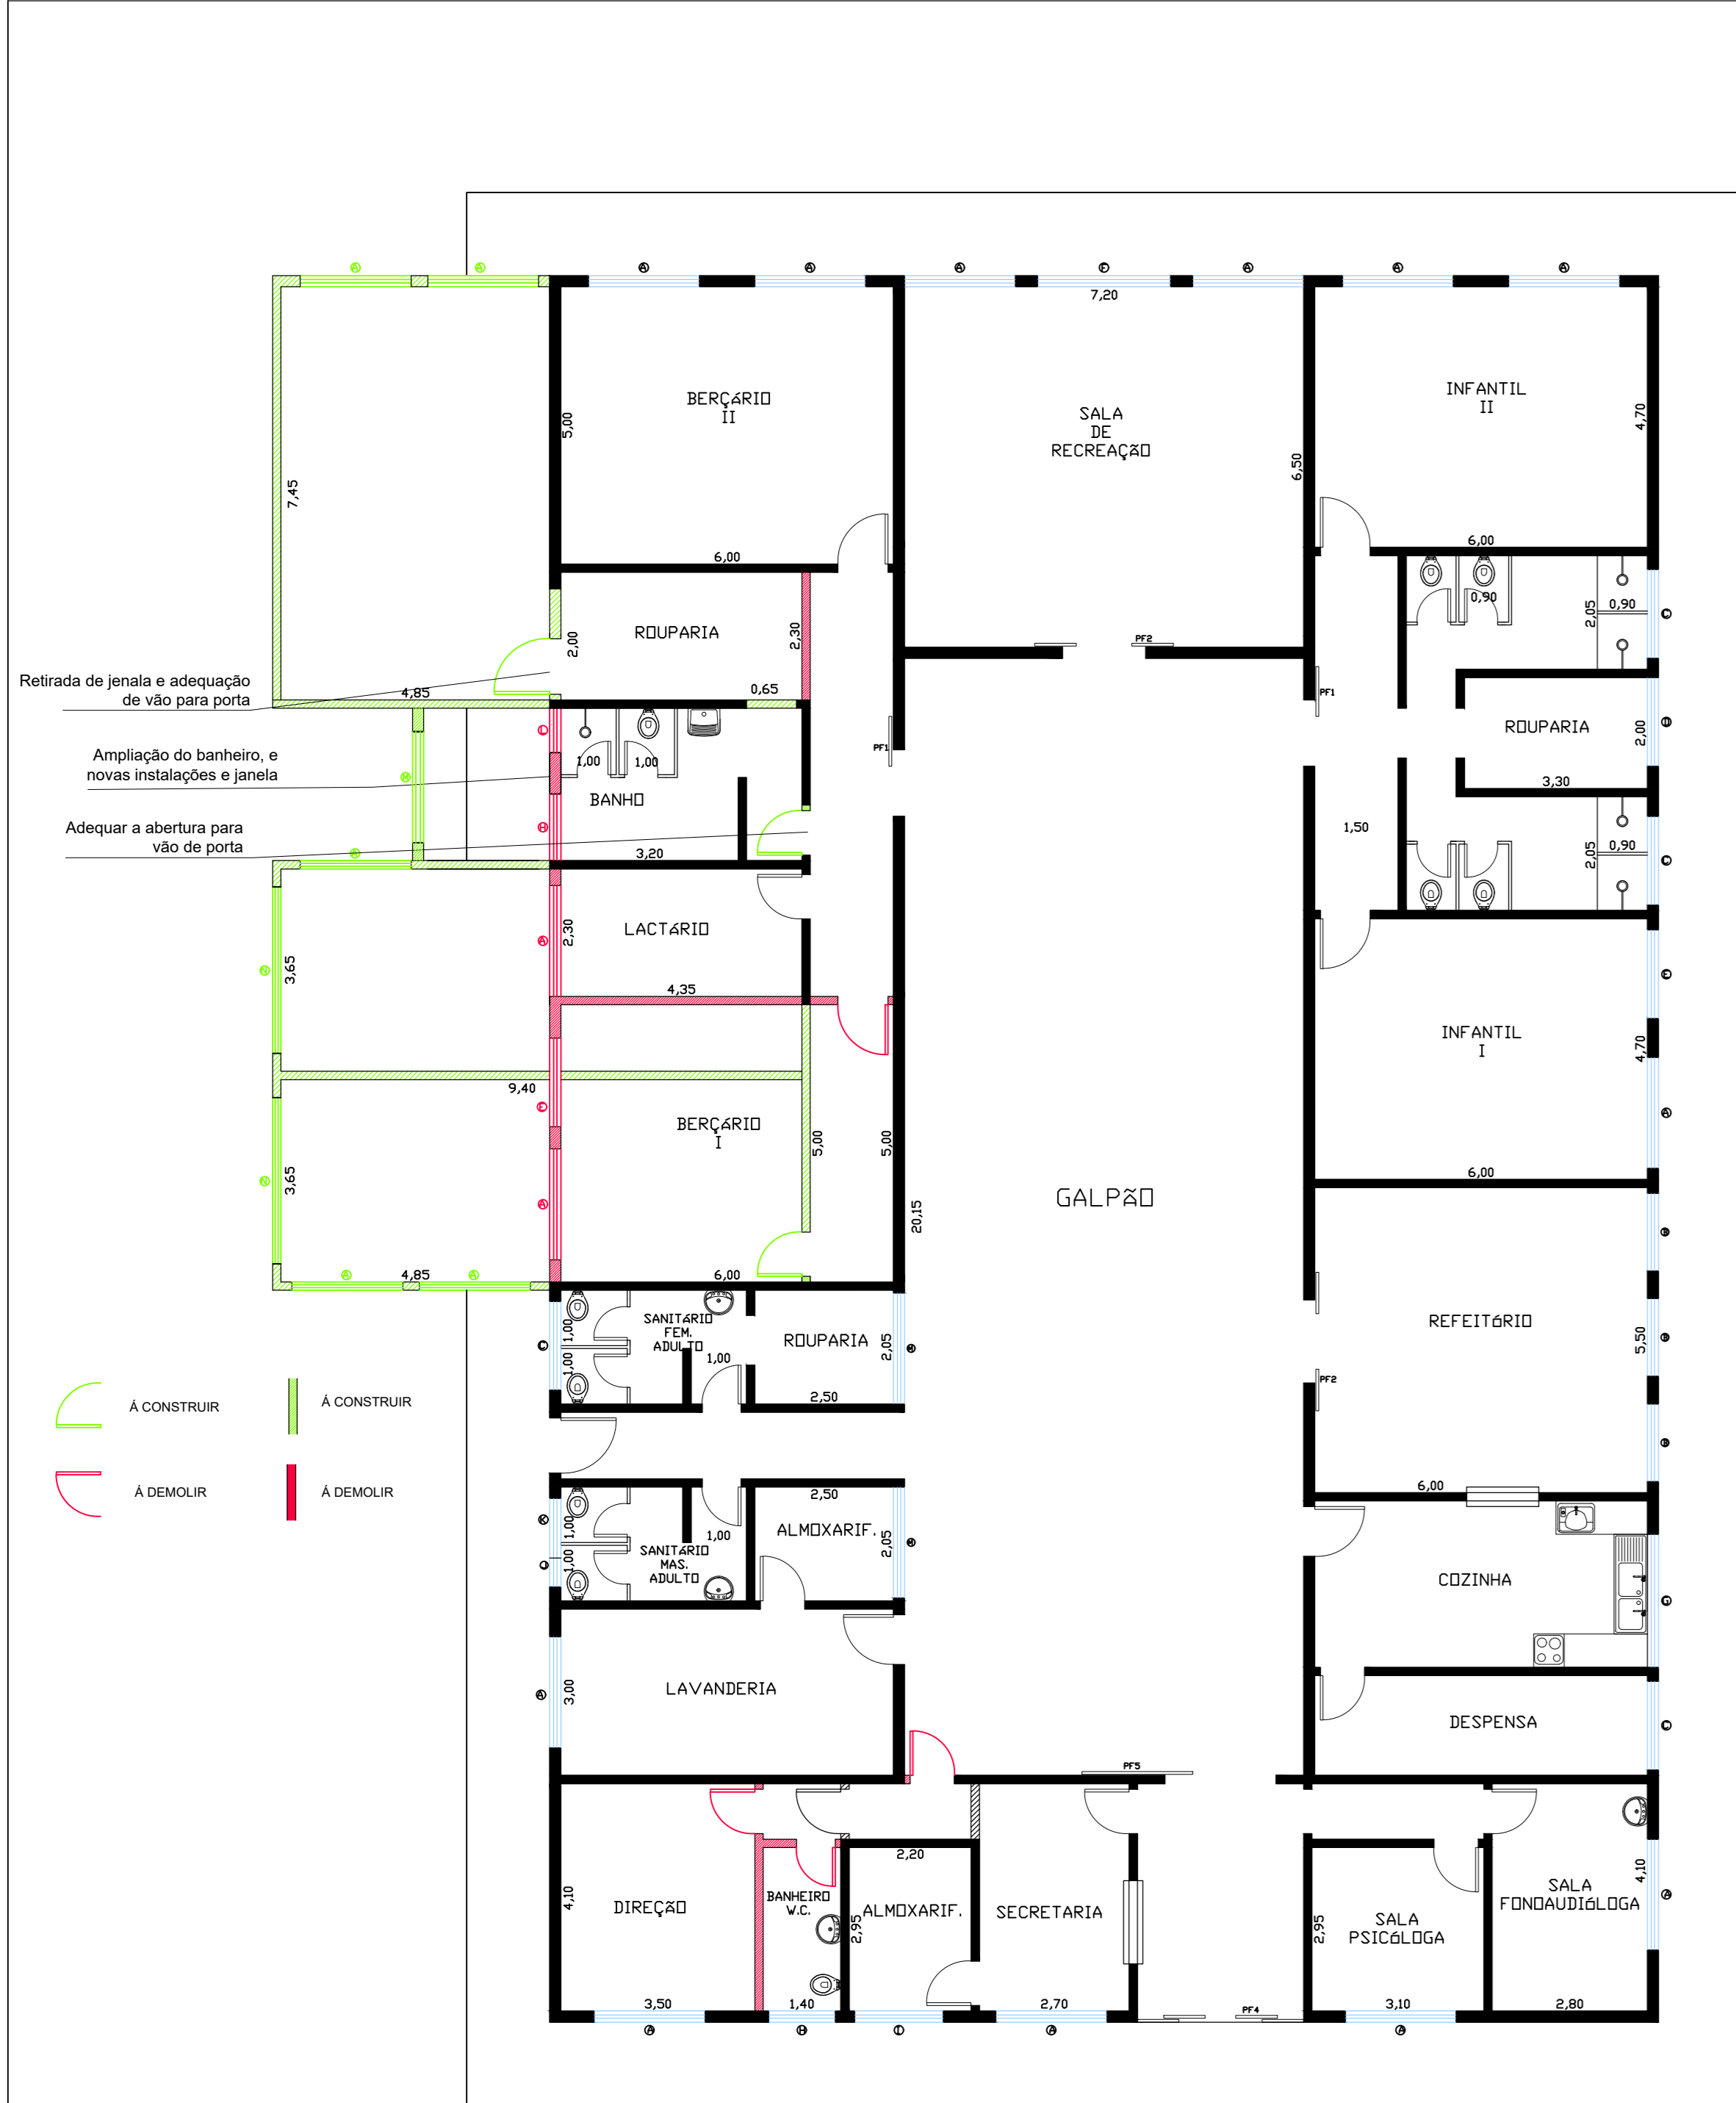 A
A
A
A
A
F
A
A
A
7,20
BERÇÁRIO
II
5,00
6,00
7,45
4,85
SALA
DE
RECREAÇÃO
6,50
INFANTIL
II
4,70
6,00
ROUPARIA
2,00
2,30
0,65
PF2
PF1
PF1
0,90
2,05
0,90
C
Retirada de jenala e adequação
de vão para porta
Ampliação do banheiro, e
novas instalações e janela
Adequar a abertura para
vão de porta
L
M
H
A
1,00
1,00
BANHO
3,20
ROUPARIA
2,00
3,30
D
1,50
2,05
0,90
C
LACTÁRIO
2,30
4,35
A
N
3,65
INFANTIL
I
4,70
6,00
E
A
9,40
E
BERÇÁRIO
I
5,00
5,00
6,00
A
N
3,65
A
4,85
A
GALPÃO
20,15
REFEITÓRIO
5,50
6,00
B
B
B
PF2
SANITÁRIO
FEM.
ADULTO
1,00
1,00
1,00
C
ROUPARIA
2,05
2,50
M
Á CONSTRUIR
Á CONSTRUIR
Á DEMOLIR
Á DEMOLIR
K
J
1,00
1,00
1,00
SANITÁRIO
MAS.
ADULTO
2,50
ALMOXARIF.
2,05
M
COZINHA
G
LAVANDERIA
3,00
A
DESPENSA
C
PF5
DIREÇÃO
4,10
3,50
A
BANHEIRO
W.C.
1,40
H
2,20
ALMOXARIF.
2,95
I
SECRETARIA
2,70
A
PF4
SALA
PSICÓLOGA
2,95
3,10
A
SALA
FONOAUDIÓLOGA
4,10
2,80
A